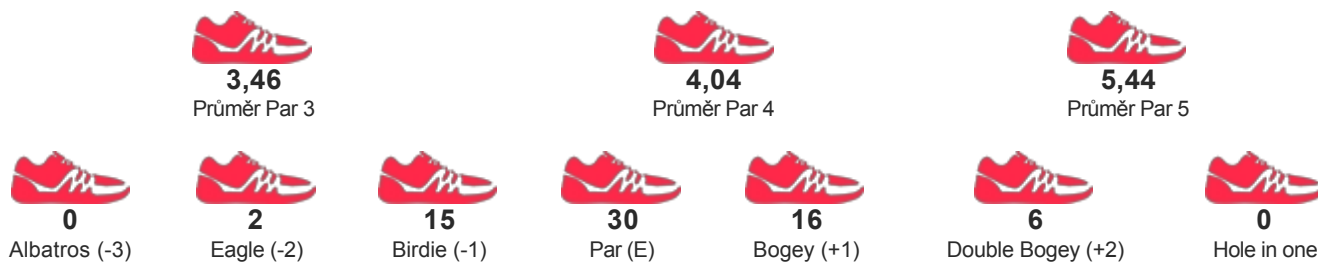 3,46 4,04 5,44
Průměr Par 3 Průměr Par 4 Průměr Par 5
0 2 15 30 16 6 0
Albatros (-3) Eagle (-2) Birdie (-1) Par (E) Bogey (+1) Double Bogey (+2) Hole in one